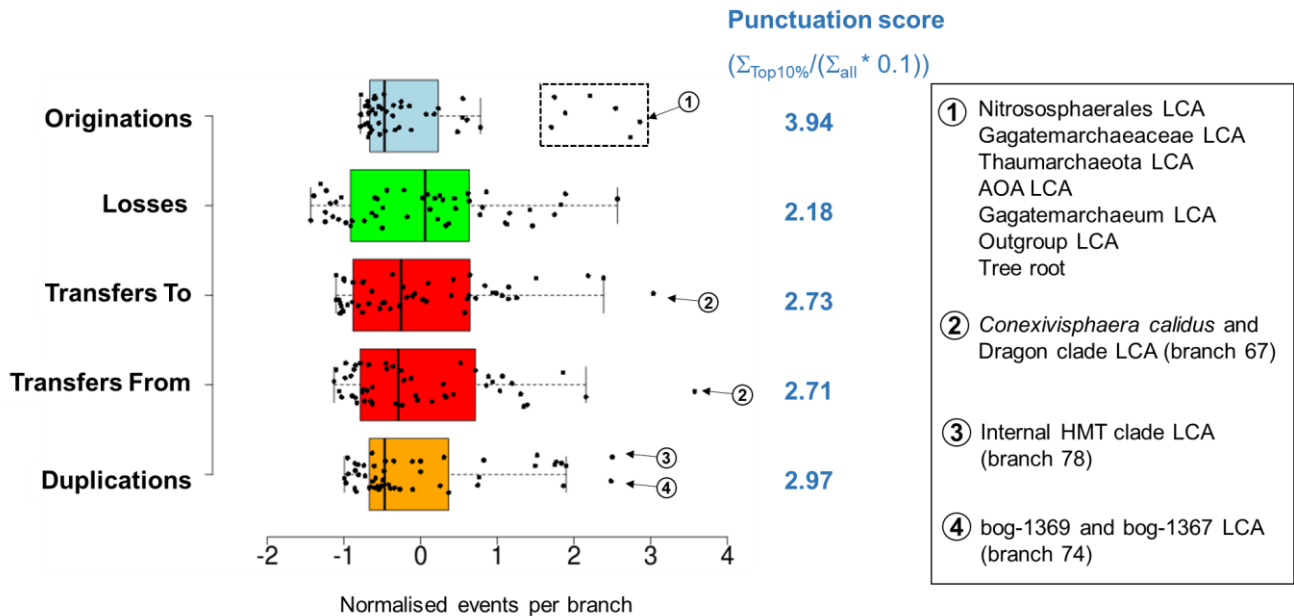 Punctuation score
(ΣTop10%/(Σall * 0.1))
Originations
1
3.94
Losses
2.18
Transfers To
2
2.73
Transfers From
2
2.71
Duplications
3
4
2.97
-2 -1 0 1 2 3 4
Normalised events per branch
1 Nitrososphaerales LCA
Gagatemarchaeaceae LCA
Thaumarchaeota LCA
AOA LCA
Gagatemarchaeum LCA
Outgroup LCA
Tree root
2 Conexivisphaera calidus and
Dragon clade LCA (branch 67)
3 Internal HMT clade LCA
(branch 78)
4 bog-1369 and bog-1367 LCA
(branch 74)